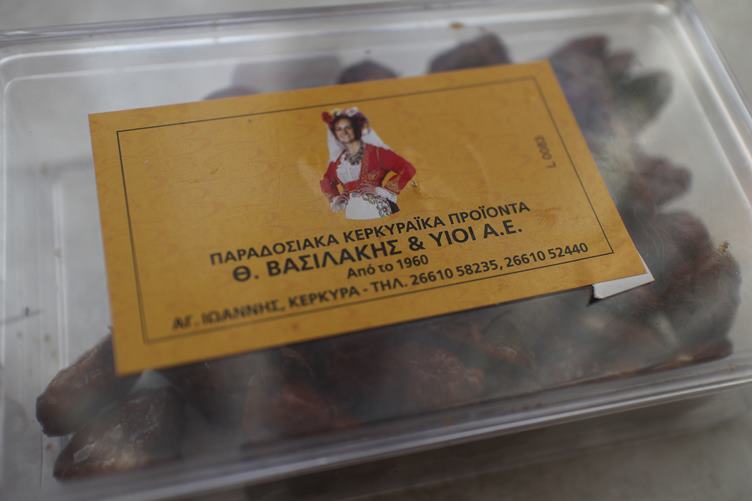 L 0083
ΠΑΡΑΔΟΣΙΑΚΑ ΚΕΡΚΥΡΑΪΚΑ ΠΡΟΪΟΝΤΑ
Θ. ΒΑΣΙΛΑΚΗΣ & ΥΙΟΙ Α.Ε.
Από το 1960
ΑΓ. ΙΩΑΝΝΗΣ, ΚΕΡΚΥΡΑ - ΤΗΛ. 26610 58235, 26610 52440